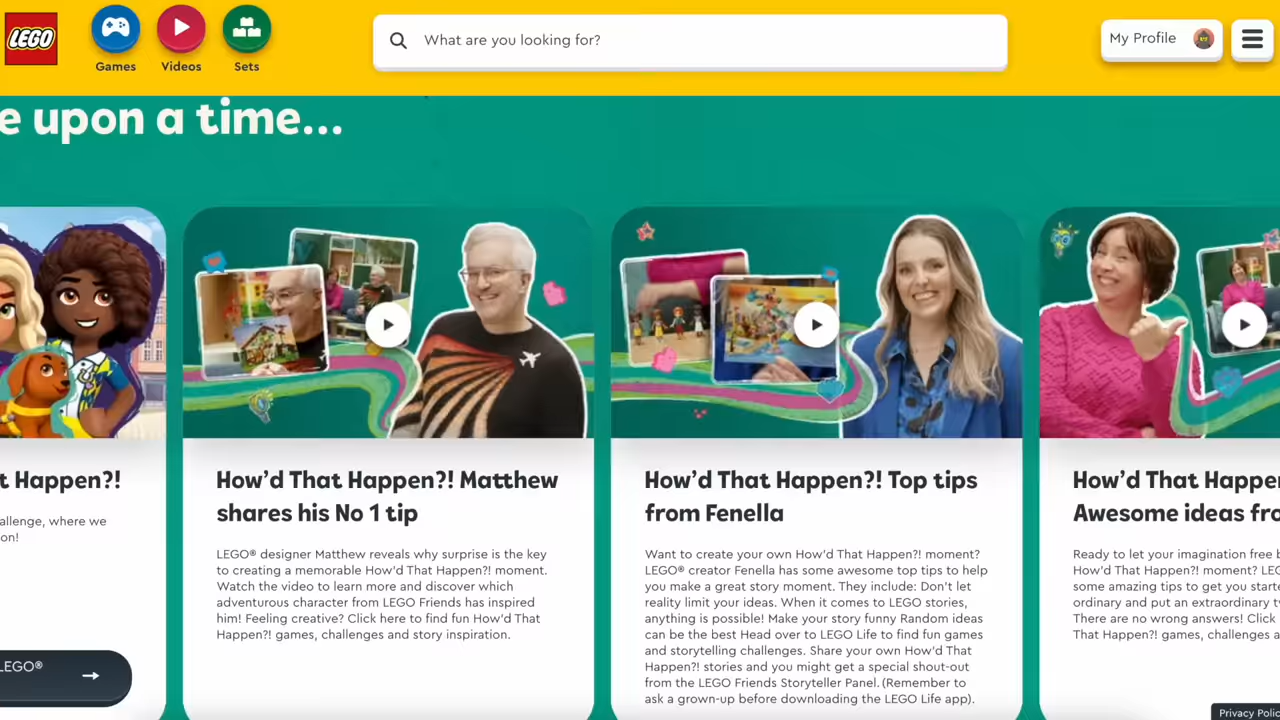 LEGO
Games
Videos
Sets
What are you looking for?
My Profile
e upon a time...
t Happen?!
allenge, where we
on!
LEGO®
How'd That Happen?! Matthew
shares his No 1 tip
LEGO® designer Matthew reveals why surprise is the key
to creating a memorable How'd That Happen?! moment.
Watch the video to learn more and discover which
adventurous character from LEGO Friends has inspired
him! Feeling creative? Click here to find fun How'd That
Happen?! games, challenges and story inspiration.
How'd That Happen?! Top tips
from Fenella
Want to create your own How'd That Happen?! moment?
LEGO® creator Fenella has some awesome top tips to help
you make a great story moment. They include: Don't let
reality limit your ideas. When it comes to LEGO stories,
anything is possible! Make your story funny Random ideas
can be the best Head over to LEGO Life to find fun games
and storytelling challenges. Share your own How'd That
Happen?! stories and you might get a special shout-out
from the LEGO Friends Storyteller Panel. (Remember to
ask a grown-up before downloading the LEGO Life app).
How'd That Happe
Awesome ideas fro
Ready to let your imagination free b
How'd That Happen?! moment? LEG
some amazing tips to get you starte
ordinary and put an extraordinary t
There are no wrong answers! Click
That Happen?! games, challenges a
Privacy Polic